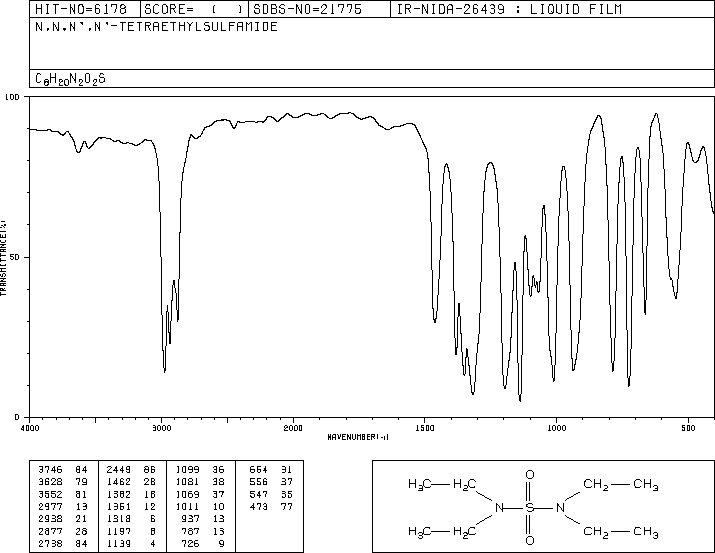 HIT-NO=6178 SCORE= ( ) SDBS-NO=21775 IR-NIDA-26439 : LIQUID FILM
N,N,N',N'-TETRAETHYLSULFAMIDE
C8H20N2O2S
100
50
0
TRANSMITTANCE(%)
4000 3000 2000 1500 1000 500
WAVENUMBER(-1)
3746 84 2449 86 1099 36 664 31
3628 79 1462 28 1081 38 556 37
3552 81 1382 18 1069 37 547 35
2977 13 1351 12 1011 10 473 77
2938 21 1318 6 937 13
2877 28 1197 8 787 13
2738 84 1139 4 726 9
H3C CH2 O CH2 CH3
N S N
H3C CH2 O CH2 CH3